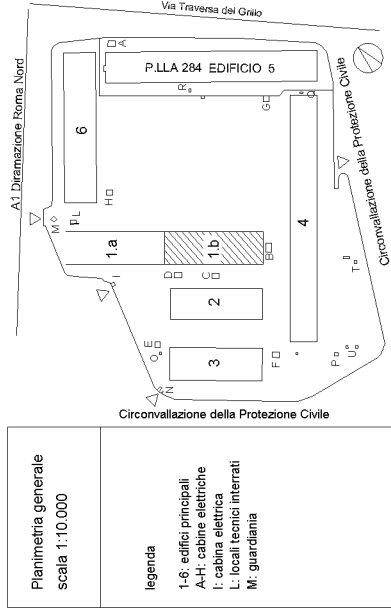 Via Traversa del Grillo
A1 Diramazione Roma Nord
A
P.LLA 284 EDIFICIO 5
6
R
G
Q
Circonvallazione della Protezione Civile
H
L
M
4
1.a
1.b
B
I
D
C
2
T
E
O
3
F
P
U
N
Circonvallazione della Protezione Civile
Planimetria generale
scala 1:10.000
legenda
1-6: edifici principali
A-H: cabine elettriche
I: cabina elettrica
L: locali tecnici interrati
M: guardiania